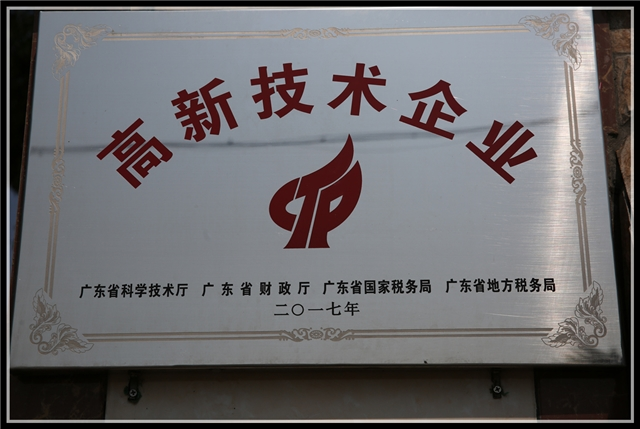 高新技术企业
广东省科学技术厅 广东省财政厅 广东省国家税务局 广东省地方税务局
二〇一七年